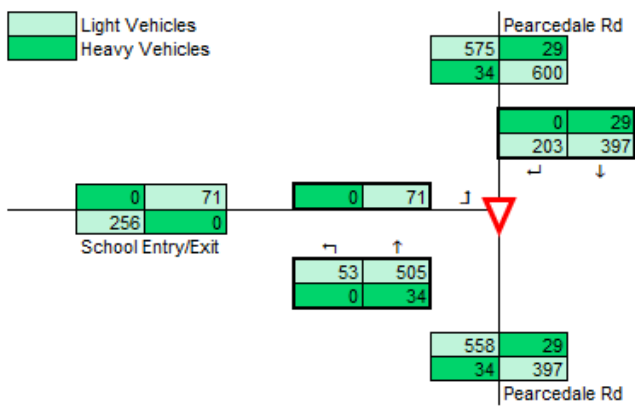 Light Vehicles
Heavy Vehicles
Pearcedale Rd
575 29
34 600
0 29
203 397
↵ ↓
0 71
256 0
School Entry/Exit
0 71
↰ ↑
53 505
0 34
558 29
34 397
Pearcedale Rd